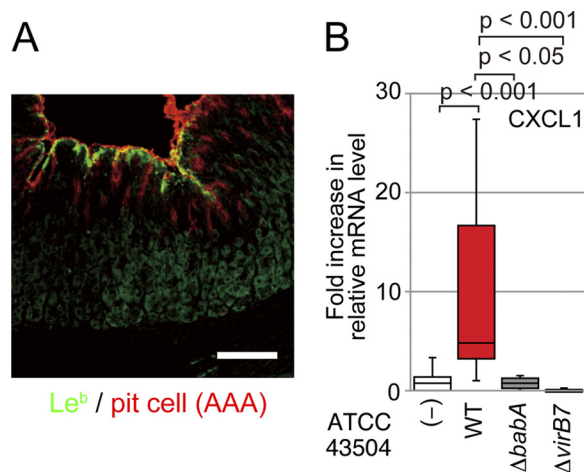 A
B
p < 0.001
p < 0.05
p < 0.001
CXCL1
Fold increase in
relative mRNA level
30
20
10
0
Leᵇ / pit cell (AAA)
ATCC
43504
(−)
WT
ΔbabA
ΔvirB7